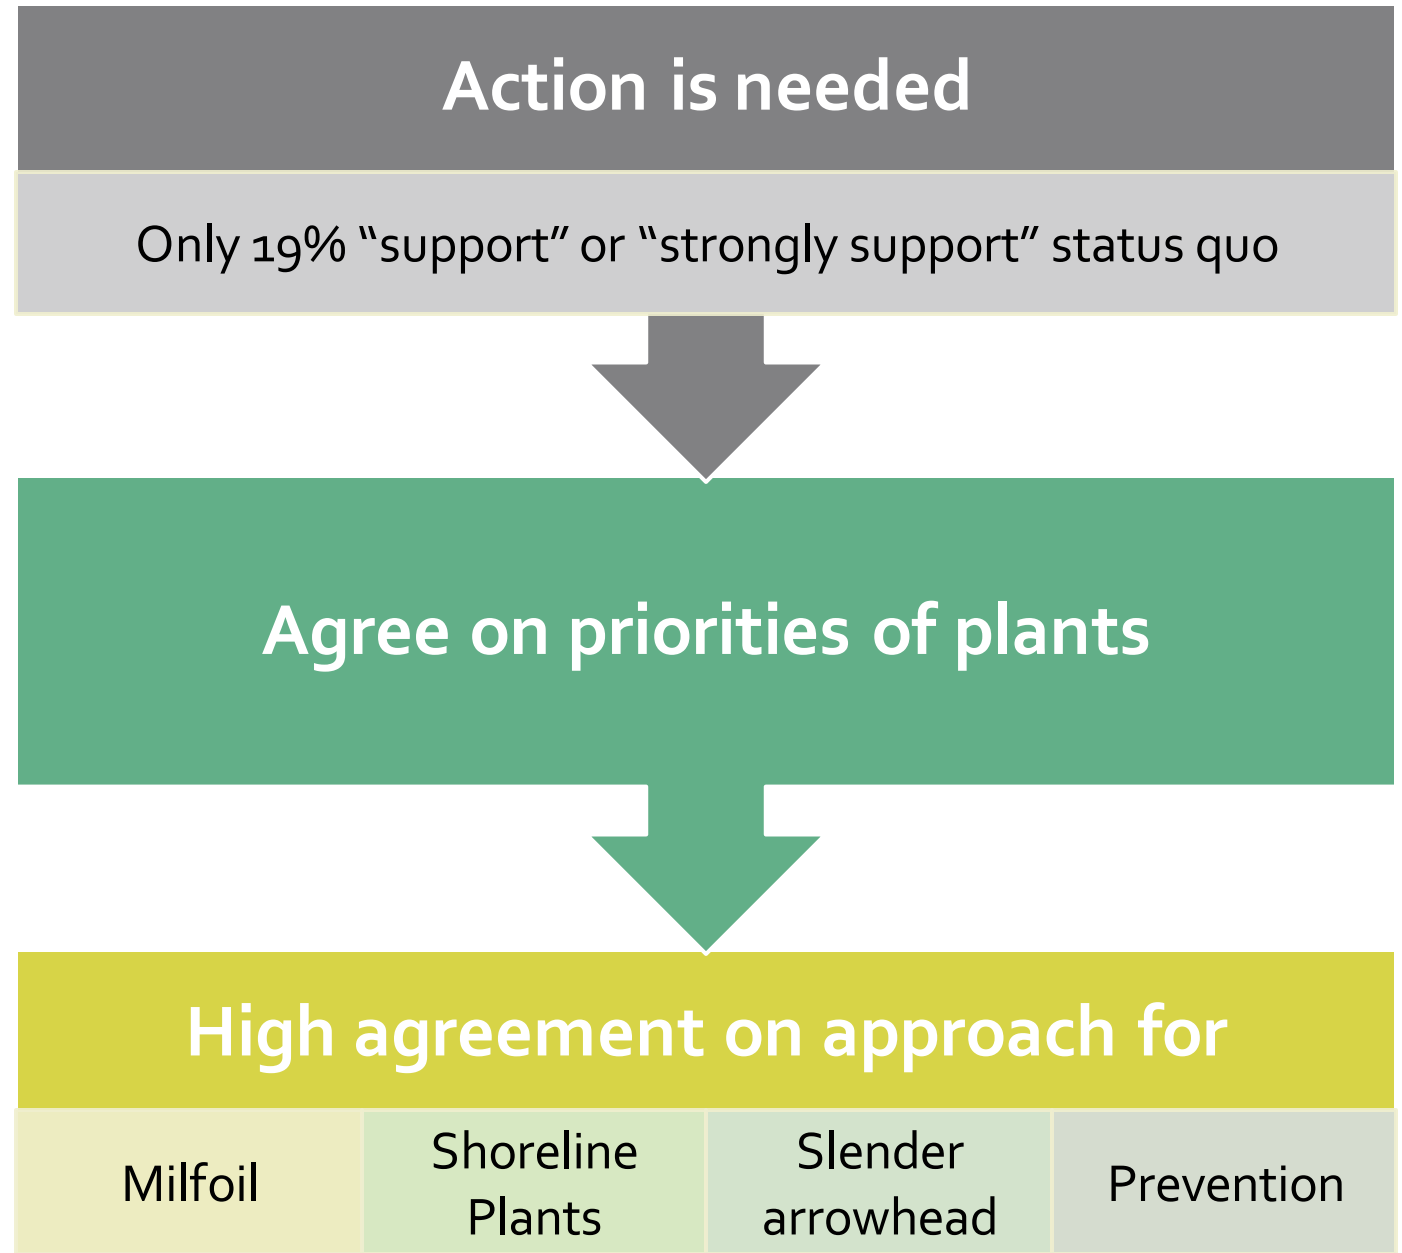 Action is needed
Only 19% “support” or “strongly support” status quo
Agree on priorities of plants
High agreement on approach for
Milfoil
Shoreline
Plants
Slender
arrowhead
Prevention